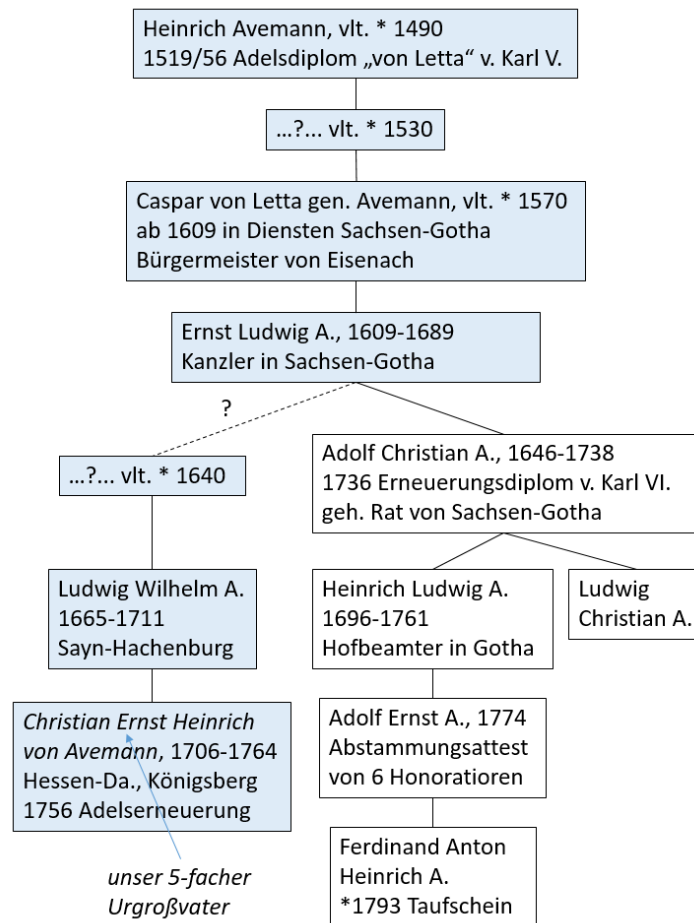 Heinrich Avemann, vlt. * 1490
1519/56 Adelsdiplom „von Letta“ v. Karl V.
...?... vlt. * 1530
Caspar von Letta gen. Avemann, vlt. * 1570
ab 1609 in Diensten Sachsen-Gotha
Bürgermeister von Eisenach
Ernst Ludwig A., 1609-1689
Kanzler in Sachsen-Gotha
?
...?... vlt. * 1640
Adolf Christian A., 1646-1738
1736 Erneuerungsdiplom v. Karl VI.
geh. Rat von Sachsen-Gotha
Ludwig Wilhelm A.
1665-1711
Sayn-Hachenburg
Heinrich Ludwig A.
1696-1761
Hofbeamter in Gotha
Ludwig
Christian A.
Christian Ernst Heinrich
von Avemann, 1706-1764
Hessen-Da., Königsberg
1756 Adelserneuerung
Adolf Ernst A., 1774
Abstammungsattest
von 6 Honoratioren
unser 5-facher
Urgroßvater
Ferdinand Anton
Heinrich A.
*1793 Taufschein